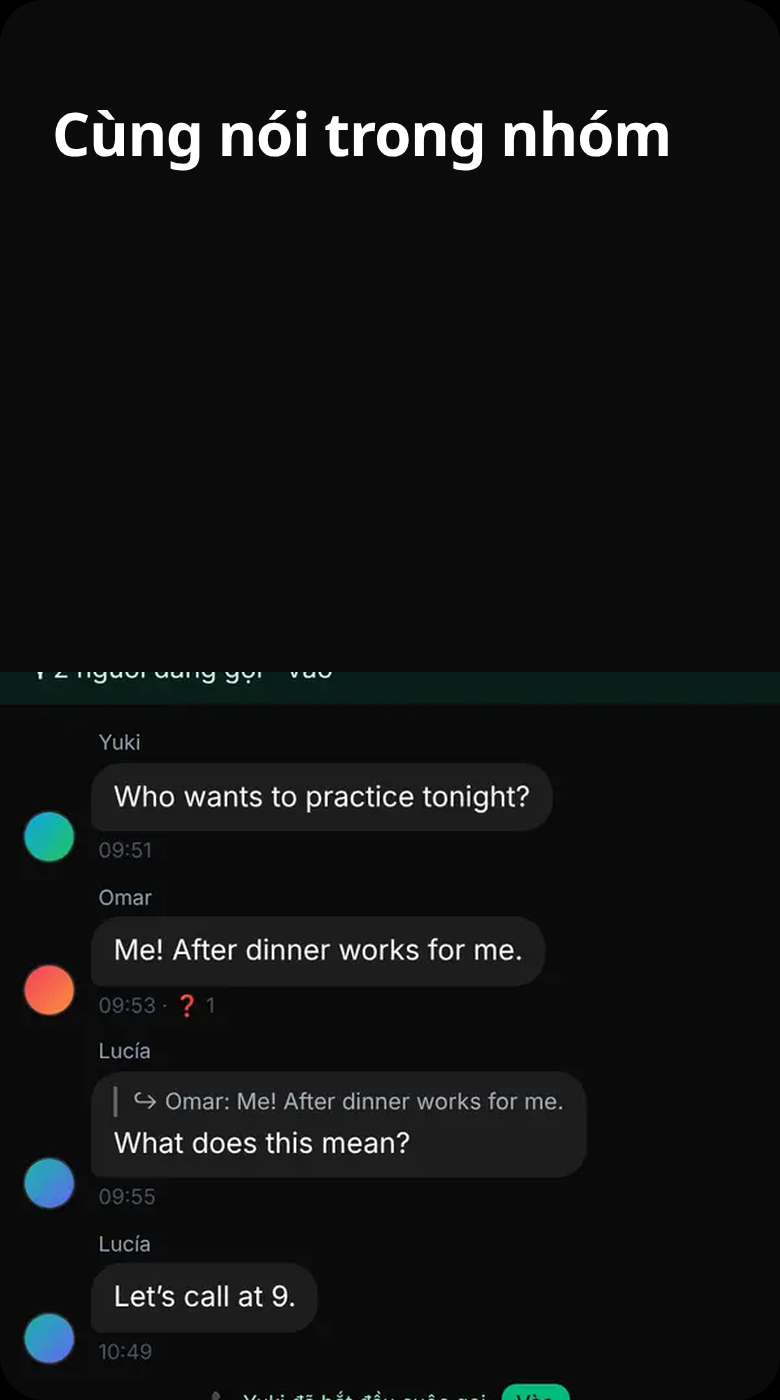 Cùng nói trong nhóm
Yuki
Who wants to practice tonight?
09:51
Omar
Me! After dinner works for me.
09:53 · ❓ 1
Lucía
↪ Omar: Me! After dinner works for me.
What does this mean?
09:55
Lucía
Let’s call at 9.
10:49